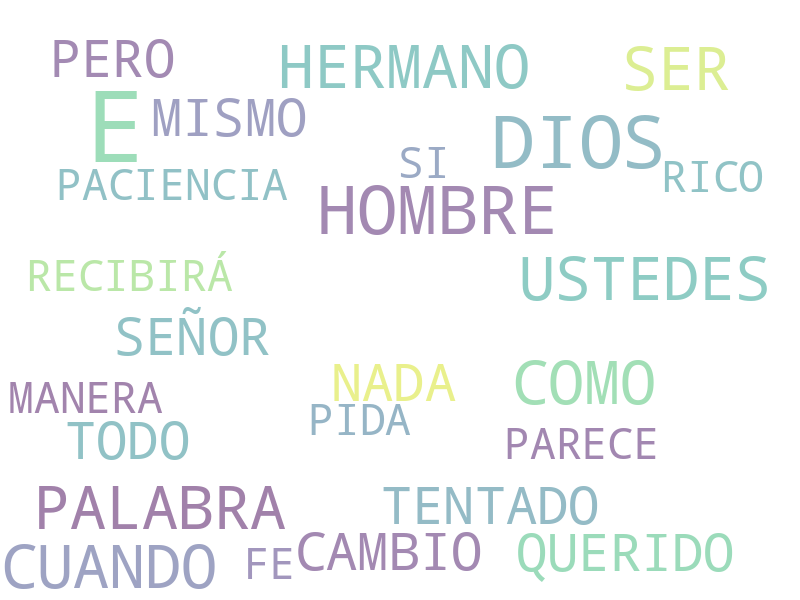 PERO HERMANO SER
E MISMO DIOS
SI RICO
PACIENCIA HOMBRE
RECIBIRÁ USTEDES
SEÑOR
NADA COMO
MANERA PIDA
TODO PARECE
PALABRA TENTADO
CUANDO FE CAMBIO QUERIDO